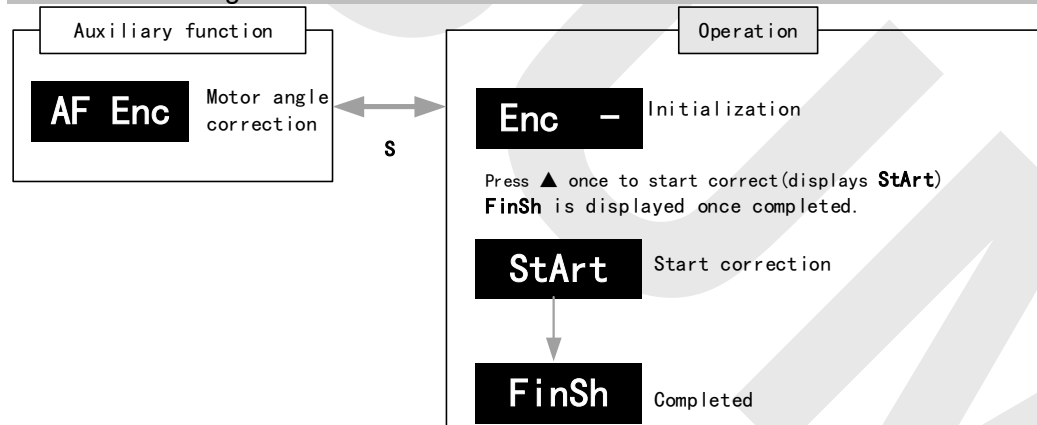 Auxiliary function
AF Enc
Motor angle
correction
S
Operation
Enc －
Initialization
Press ▲ once to start correct(displays StArt)
FinSh is displayed once completed.
StArt
Start correction
FinSh
Completed